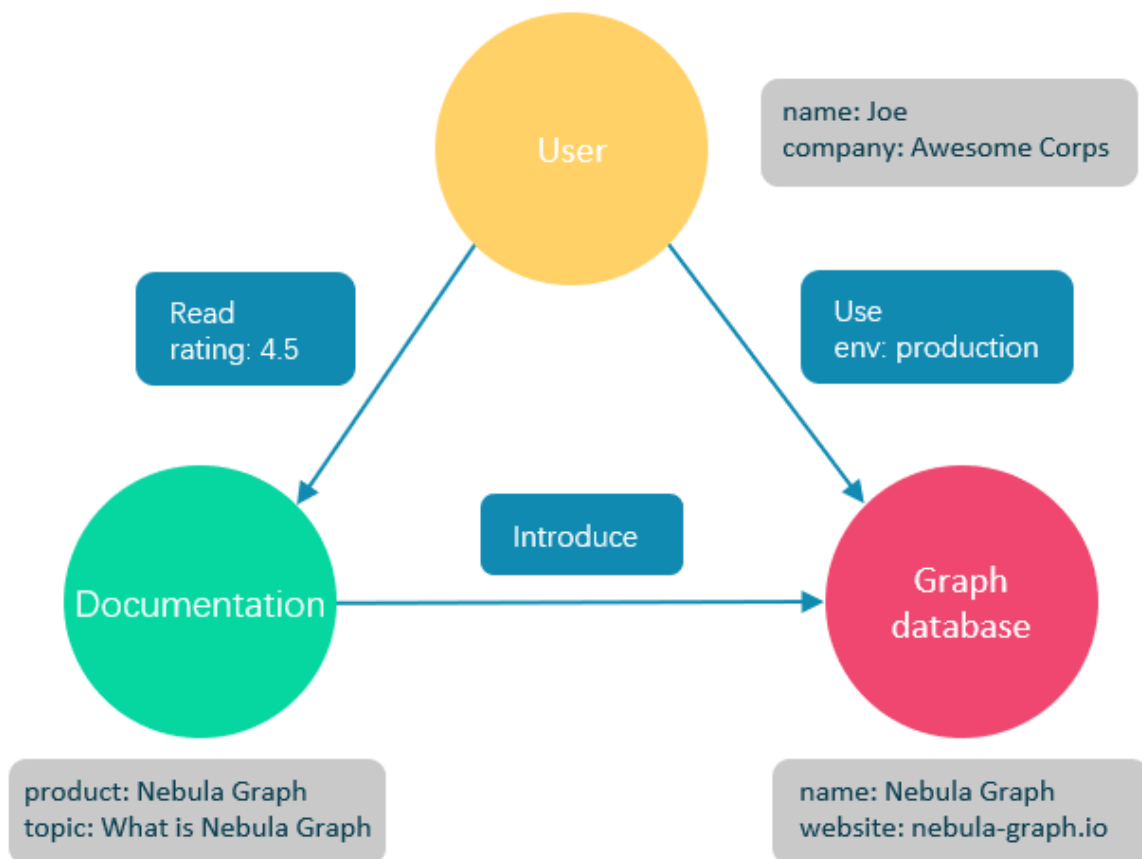 User
name: Joe
company: Awesome Corps
Read
rating: 4.5
Use
env: production
Introduce
Documentation
Graph
database
product: Nebula Graph
topic: What is Nebula Graph
name: Nebula Graph
website: nebula-graph.io